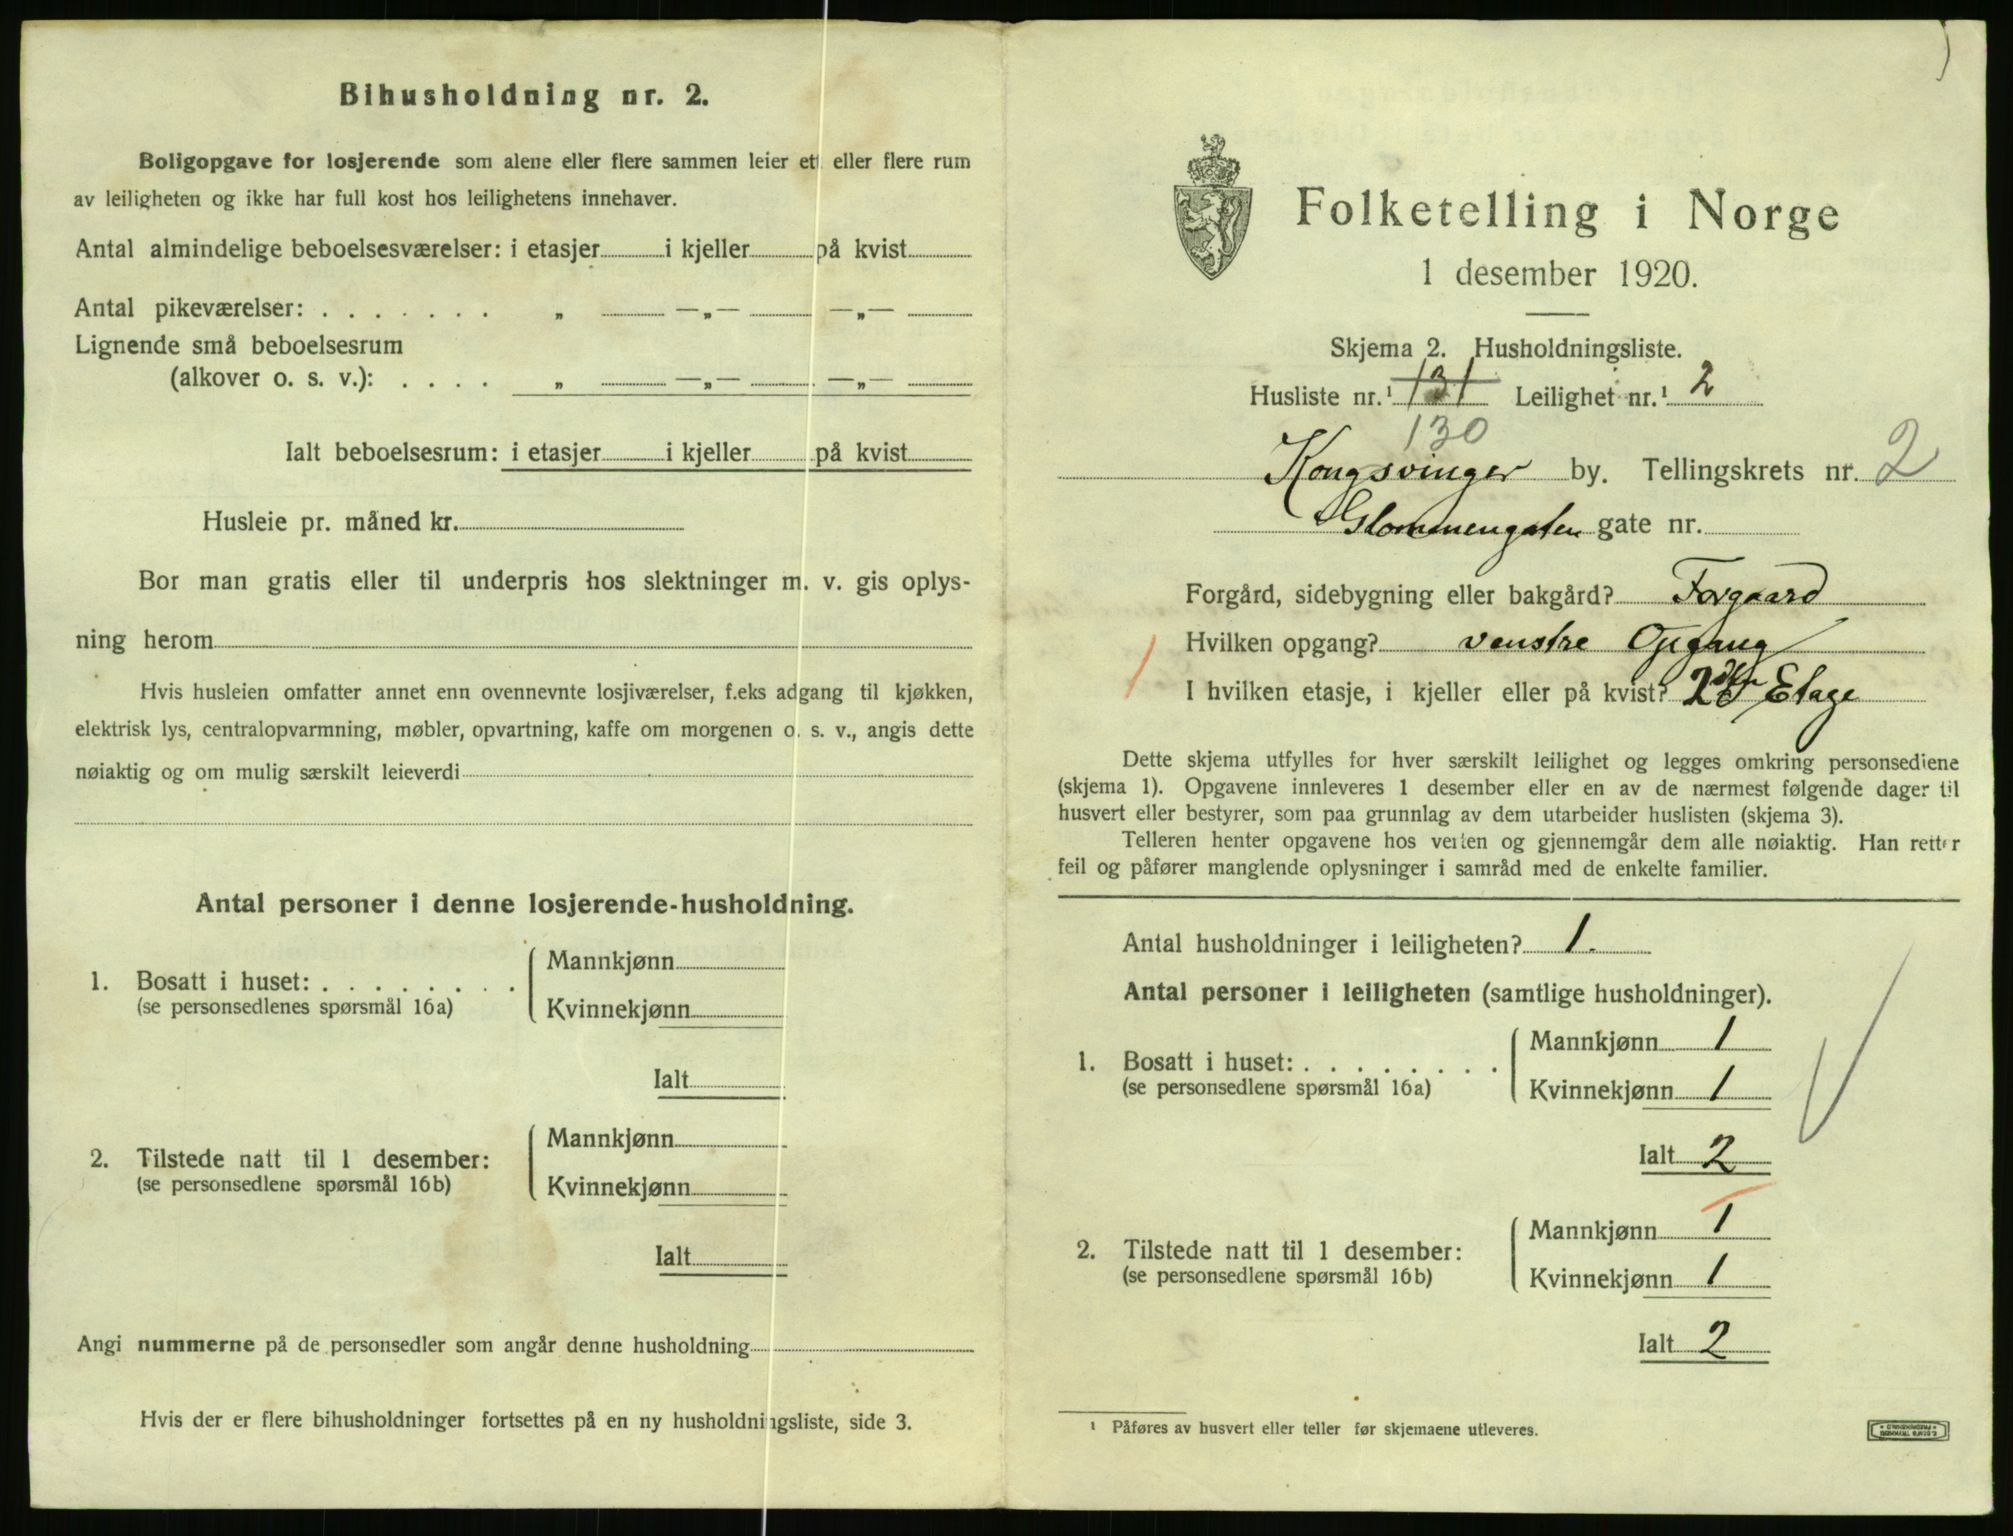 Bihusholdning nr. 2.
Boligopgave for losjerende som alene eller flere sammen leier ett eller flere rum
av leiligheten og ikke har full kost hos leilighetens innehaver.
Antal almindelige beboelsesværelser: i etasjer i kjeller på kvist
Antal pikeværelser: . . . . . . . „ —„— —„—
Lignende små beboelsesrum
(alkover o. s. v.): . . . . „ —„— —„—
Ialt beboelsesrum: i etasjer i kjeller på kvist
Husleie pr. måned kr.
Bor man gratis eller til underpris hos slektninger m. v. gis oplys-
ning herom
Hvis husleien omfatter annet enn ovennevnte losjiværelser, f.eks adgang til kjøkken,
elektrisk lys, centralopvarmning, møbler, opvartning, kaffe om morgenen o. s. v., angis dette
nøiaktig og om mulig særskilt leieverdi
Antal personer i denne losjerende-husholdning.
1. Bosatt i huset: . . . . . . . . Mannkjønn
(se personsedlenes spørsmål 16a) Kvinnekjønn
Ialt
2. Tilstede natt til 1 desember: Mannkjønn
(se personsedlene spørsmål 16b) Kvinnekjønn
Ialt
Angi nummerne på de personsedler som angår denne husholdning
Hvis der er flere bihusholdninger fortsettes på en ny husholdningsliste, side 3.
Folketelling i Norge
1 desember 1920.
Skjema 2. Husholdningsliste.
Husliste nr.¹ 131 Leilighet nr.¹ 2
130
Kongsvinger by. Tellingskrets nr. 2
Glommengaten gate nr.
Forgård, sidebygning eller bakgård? Forgaard
Hvilken opgang? venstre Opgang
I hvilken etasje, i kjeller eller på kvist? 2den Etage
Dette skjema utfylles for hver særskilt leilighet og legges omkring personsedlene
(skjema 1). Opgavene innleveres 1 desember eller en av de nærmest følgende dager til
husvert eller bestyrer, som paa grunnlag av dem utarbeider huslisten (skjema 3).
Telleren henter opgavene hos verten og gjennemgår dem alle nøiaktig. Han retter
feil og påfører manglende oplysninger i samråd med de enkelte familier.
Antal husholdninger i leiligheten? 1.
Antal personer i leiligheten (samtlige husholdninger).
1. Bosatt i huset: . . . . . . . . Mannkjønn 1
(se personsedlene spørsmål 16a) Kvinnekjønn 1
Ialt 2
2. Tilstede natt til 1 desember: Mannkjønn 1
(se personsedlene spørsmål 16b) Kvinnekjønn 1
Ialt 2
¹ Påføres av husvert eller teller før skjemaene utleveres.